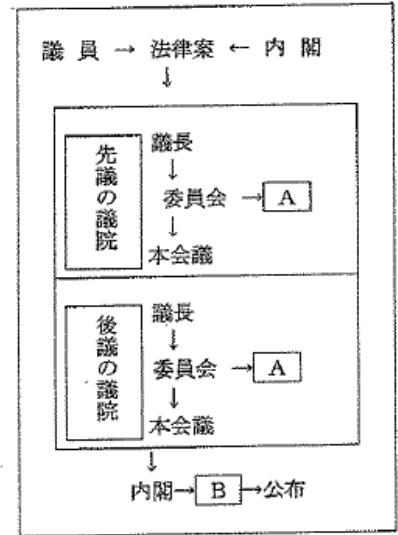 議員 → 法律案 ← 内閣
↓
先議の議院
議長
↓
委員会 → A
↓
本会議
後議の議院
議長
↓
委員会 → A
↓
本会議
↓
内閣→ B →公布